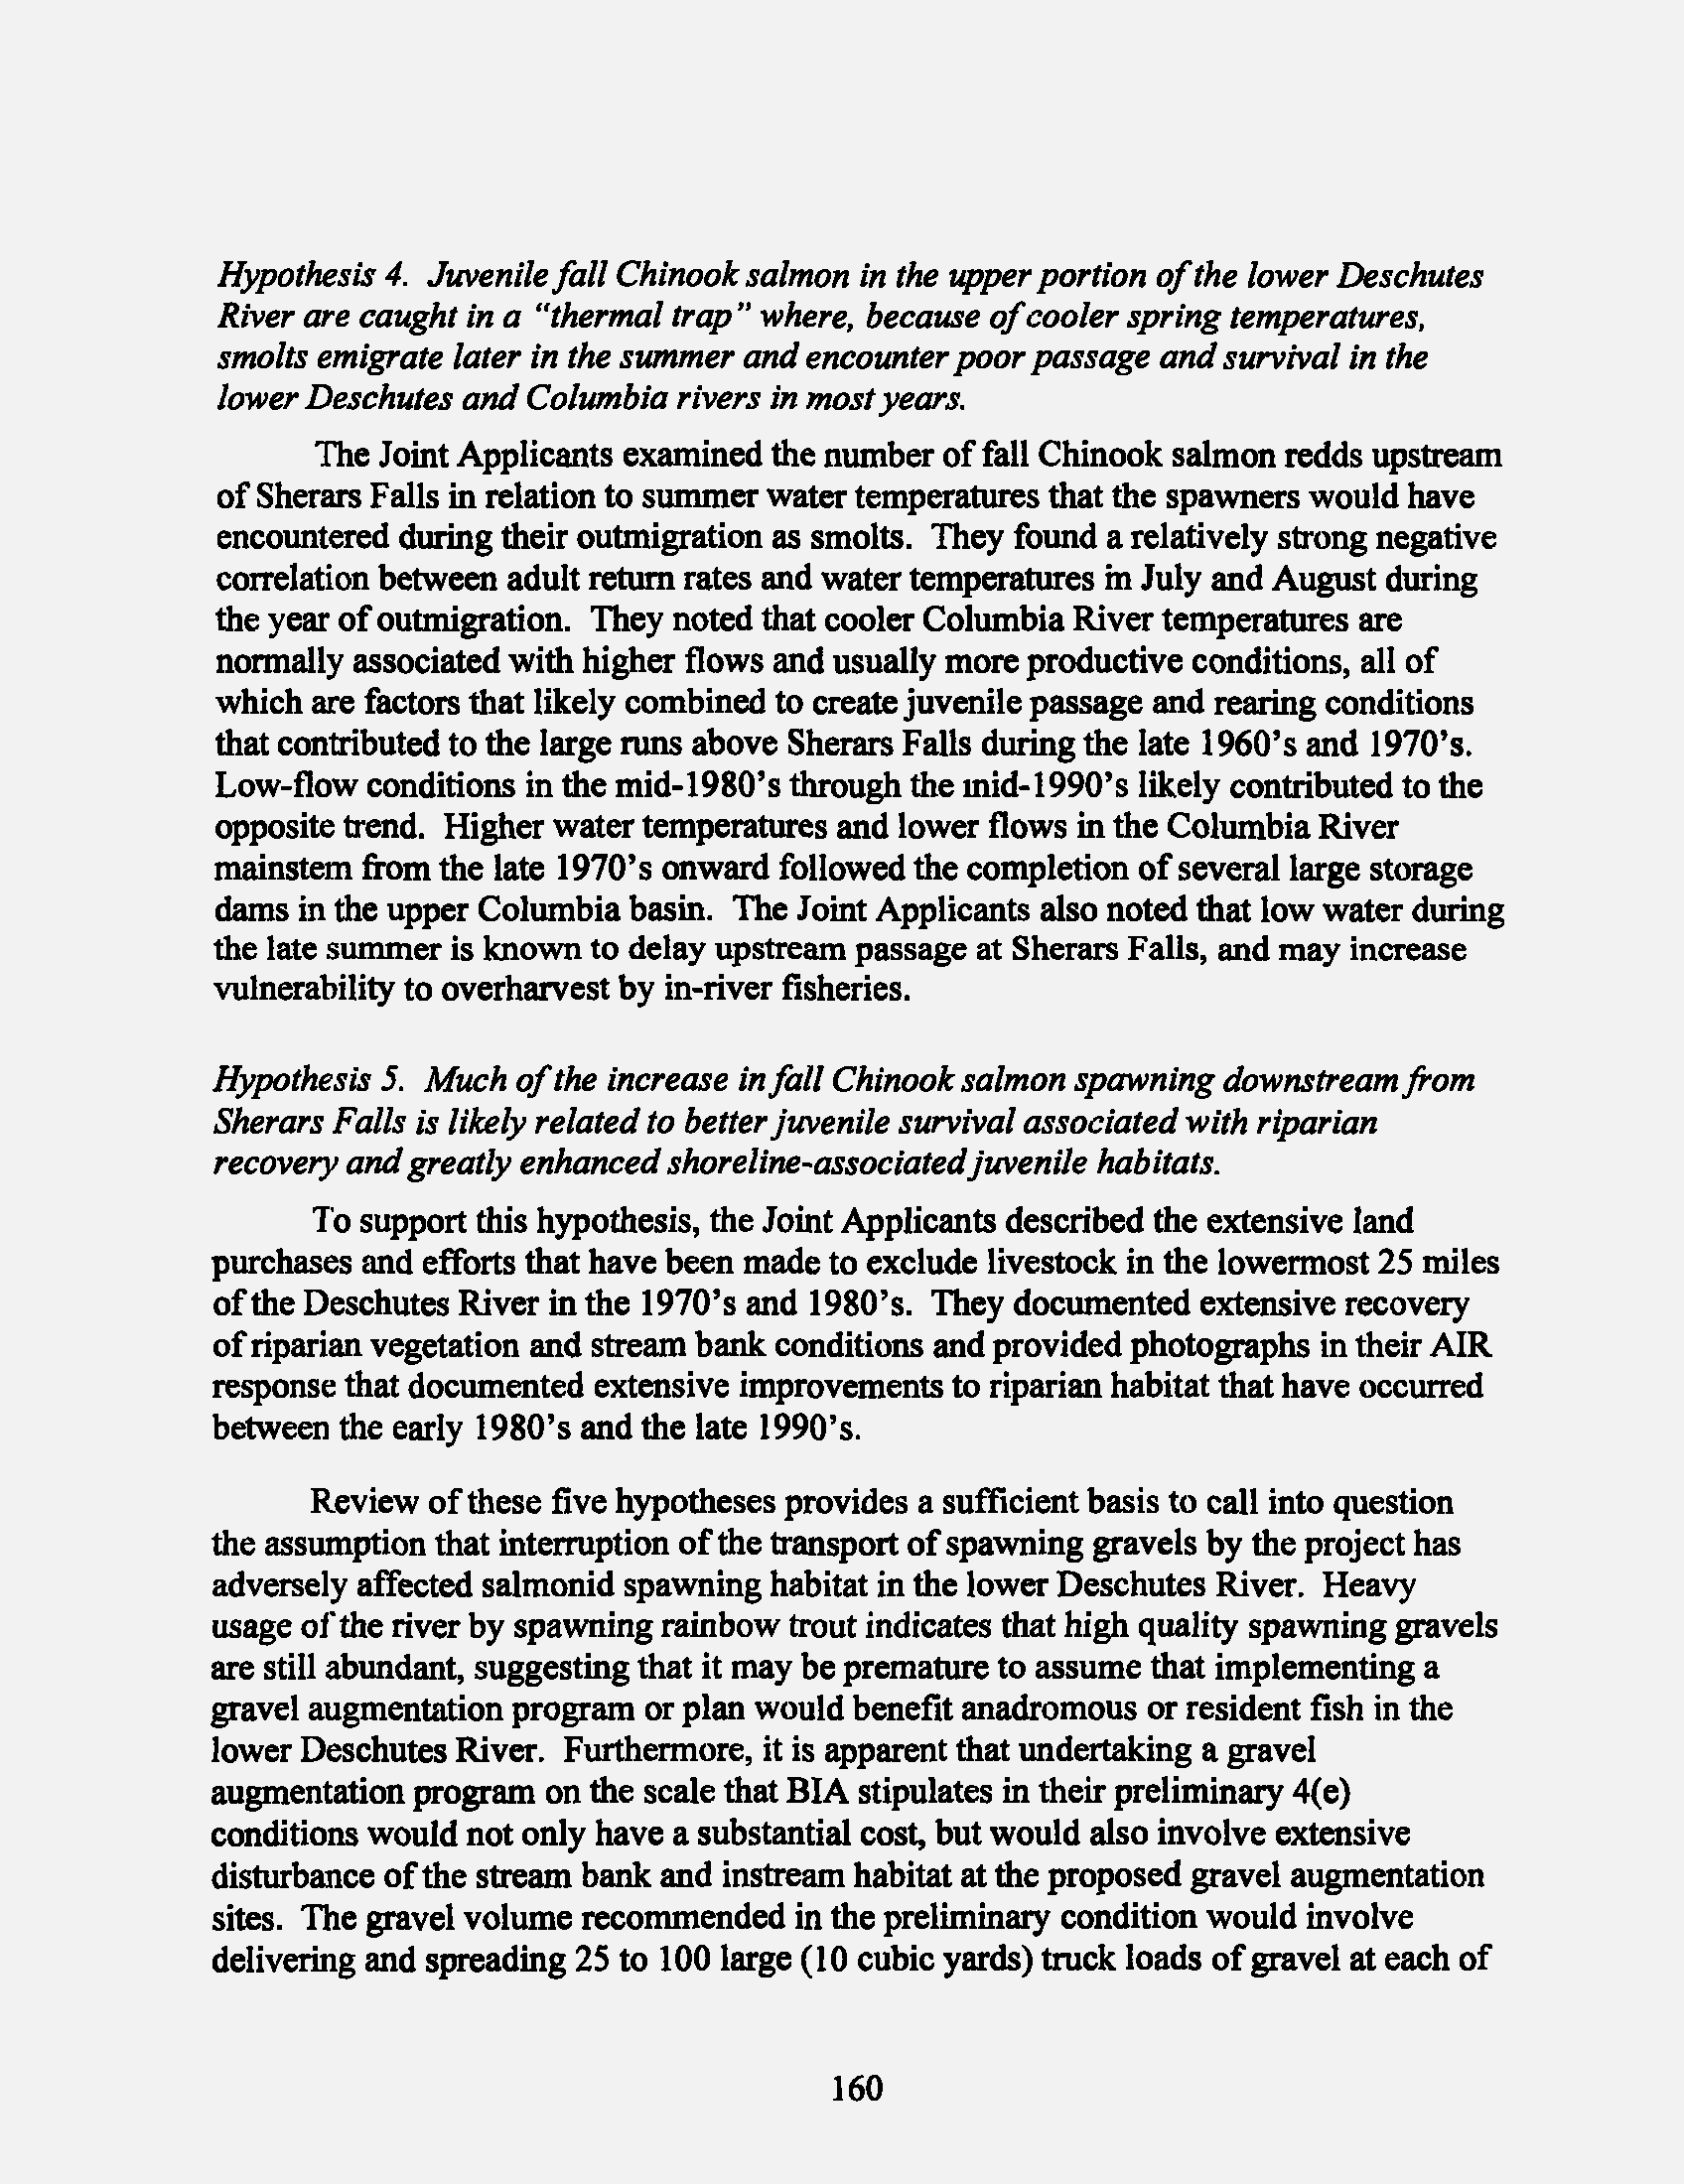 Hypothesis 4. Juvenile fall Chinook salmon in the upper portion of the lower Deschutes
River are caught in a “thermal trap” where, because of cooler spring temperatures,
smolts emigrate later in the summer and encounter poor passage and survival in the
lower Deschutes and Columbia rivers in most years.
The Joint Applicants examined the number of fall Chinook salmon redds upstream
of Sherars Falls in relation to summer water temperatures that the spawners would have
encountered during their outmigration as smolts. They found a relatively strong negative
correlation between adult return rates and water temperatures in July and August during
the year of outmigration. They noted that cooler Columbia River temperatures are
normally associated with higher flows and usually more productive conditions, all of
which are factors that likely combined to create juvenile passage and rearing conditions
that contributed to the large runs above Sherars Falls during the late 1960’s and 1970’s.
Low-flow conditions in the mid-1980’s through the mid-1990’s likely contributed to the
opposite trend. Higher water temperatures and lower flows in the Columbia River
mainstem from the late 1970’s onward followed the completion of several large storage
dams in the upper Columbia basin. The Joint Applicants also noted that low water during
the late summer is known to delay upstream passage at Sherars Falls, and may increase
vulnerability to overharvest by in-river fisheries.
Hypothesis 5. Much of the increase in fall Chinook salmon spawning downstream from
Sherars Falls is likely related to better juvenile survival associated with riparian
recovery and greatly enhanced shoreline-associated juvenile habitats.
To support this hypothesis, the Joint Applicants described the extensive land
purchases and efforts that have been made to exclude livestock in the lowermost 25 miles
of the Deschutes River in the 1970’s and 1980’s. They documented extensive recovery
of riparian vegetation and stream bank conditions and provided photographs in their AIR
response that documented extensive improvements to riparian habitat that have occurred
between the early 1980’s and the late 1990’s.
Review of these five hypotheses provides a sufficient basis to call into question
the assumption that interruption of the transport of spawning gravels by the project has
adversely affected salmonid spawning habitat in the lower Deschutes River. Heavy
usage of the river by spawning rainbow trout indicates that high quality spawning gravels
are still abundant, suggesting that it may be premature to assume that implementing a
gravel augmentation program or plan would benefit anadromous or resident fish in the
lower Deschutes River. Furthermore, it is apparent that undertaking a gravel
augmentation program on the scale that BIA stipulates in their preliminary 4(e)
conditions would not only have a substantial cost, but would also involve extensive
disturbance of the stream bank and instream habitat at the proposed gravel augmentation
sites. The gravel volume recommended in the preliminary condition would involve
delivering and spreading 25 to 100 large (10 cubic yards) truck loads of gravel at each of
160